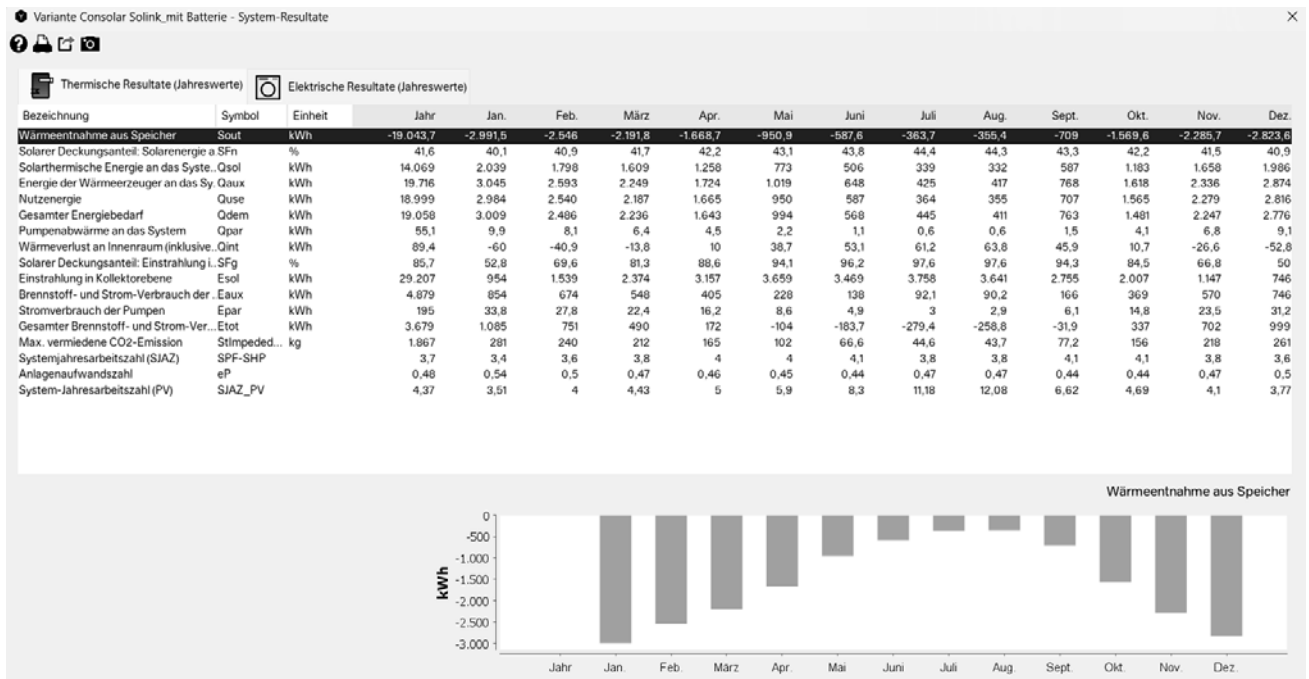 Variante Consolar Solink_mit Batterie - System-Resultate
Thermische Resultate (Jahreswerte) Elektrische Resultate (Jahreswerte)
Bezeichnung Symbol Einheit Jahr Jan. Feb. März Apr. Mai Juni Juli Aug. Sept. Okt. Nov. Dez.
Wärmeentnahme aus Speicher Sout kWh -19.043,7 -2.991,5 -2.546 -2.191,8 -1.668,7 -950,9 -587,6 -363,7 -355,4 -709 -1.569,6 -2.285,7 -2.823,6
Solarer Deckungsanteil: Solarenergie a SFn % 41,6 40,1 40,9 41,7 42,2 43,1 43,8 44,4 44,3 43,3 42,2 41,5 40,9
Solarthermische Energie an das Syste.. Qsol kWh 14.069 2.039 1.798 1.609 1.258 773 506 339 332 587 1.183 1.658 1.986
Energie der Wärmeerzeuger an das Sy. Qaux kWh 19.716 3.045 2.593 2.249 1.724 1.019 648 425 417 768 1.618 2.336 2.874
Nutzenergie Quse kWh 18.999 2.984 2.540 2.187 1.665 950 587 364 355 707 1.565 2.279 2.816
Gesamter Energiebedarf Qdem kWh 19.058 3.009 2.486 2.236 1.643 994 568 445 411 763 1.481 2.247 2.776
Pumpenabwärme an das System Qpar kWh 55,1 9,9 8,1 6,4 4,5 2,2 1,1 0,6 0,6 1,5 4,1 6,8 9,1
Wärmeverlust an Innenraum (inklusive.. Qint kWh 89,4 -60 -40,9 -13,8 10 38,7 53,1 61,2 63,8 45,9 10,7 -26,6 -52,8
Solarer Deckungsanteil: Einstrahlung i.. SFg % 85,7 52,8 69,6 81,3 88,6 94,1 96,2 97,6 97,6 94,3 84,5 66,8 50
Einstrahlung in Kollektorebene Esol kWh 29.207 954 1.539 2.374 3.157 3.659 3.469 3.758 3.641 2.755 2.007 1.147 746
Brennstoff- und Strom-Verbrauch der . Eaux kWh 4.879 854 674 548 405 228 138 92,1 90,2 166 369 570 746
Stromverbrauch der Pumpen Epar kWh 195 33,8 27,8 22,4 16,2 8,6 4,9 3 2,9 6,1 14,8 23,5 31,2
Gesamter Brennstoff- und Strom-Ver... Etot kWh 3.679 1.085 751 490 172 -104 -183,7 -279,4 -258,8 -31,9 337 702 999
Max. vermiedene CO2-Emission StImpeded... kg 1.867 281 240 212 165 102 66,6 44,6 43,7 77,2 156 218 261
Systemjahresarbeitszahl (SJAZ) SPF-SHP 3,7 3,4 3,6 3,8 4 4 4,1 3,8 3,8 4,1 4,1 3,8 3,6
Anlagenaufwandszahl eP 0,48 0,54 0,5 0,47 0,46 0,45 0,44 0,47 0,47 0,44 0,44 0,47 0,5
System-Jahresarbeitszahl (PV) SJAZ_PV 4,37 3,51 4 4,43 5 5,9 8,3 11,18 12,08 6,62 4,69 4,1 3,77
Wärmeentnahme aus Speicher
kWh
0
-500
-1.000
-1.500
-2.000
-2.500
-3.000
Jahr Jan. Feb. März Apr. Mai Juni Juli Aug. Sept. Okt. Nov. Dez.